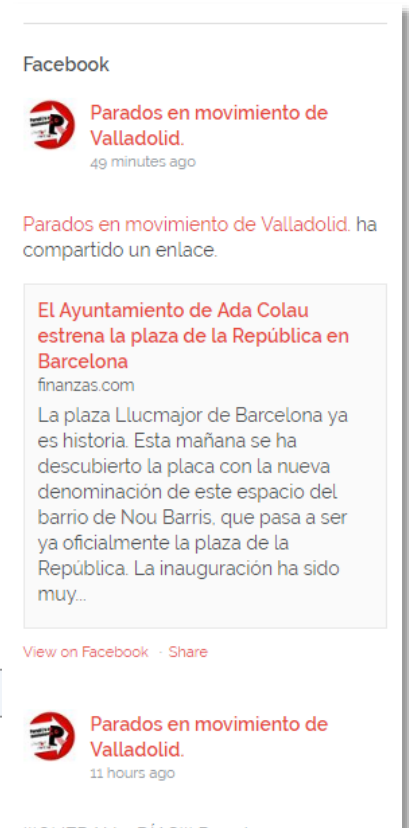 Facebook
Parados en movimiento de
Valladolid.
49 minutes ago
Parados en movimiento de Valladolid. ha
compartido un enlace.
El Ayuntamiento de Ada Colau
estrena la plaza de la República en
Barcelona
finanzas.com
La plaza Llucmajor de Barcelona ya
es historia. Esta mañana se ha
descubierto la placa con la nueva
denominación de este espacio del
barrio de Nou Barris, que pasa a ser
ya oficialmente la plaza de la
República. La inauguración ha sido
muy...
View on Facebook · Share
Parados en movimiento de
Valladolid.
11 hours ago